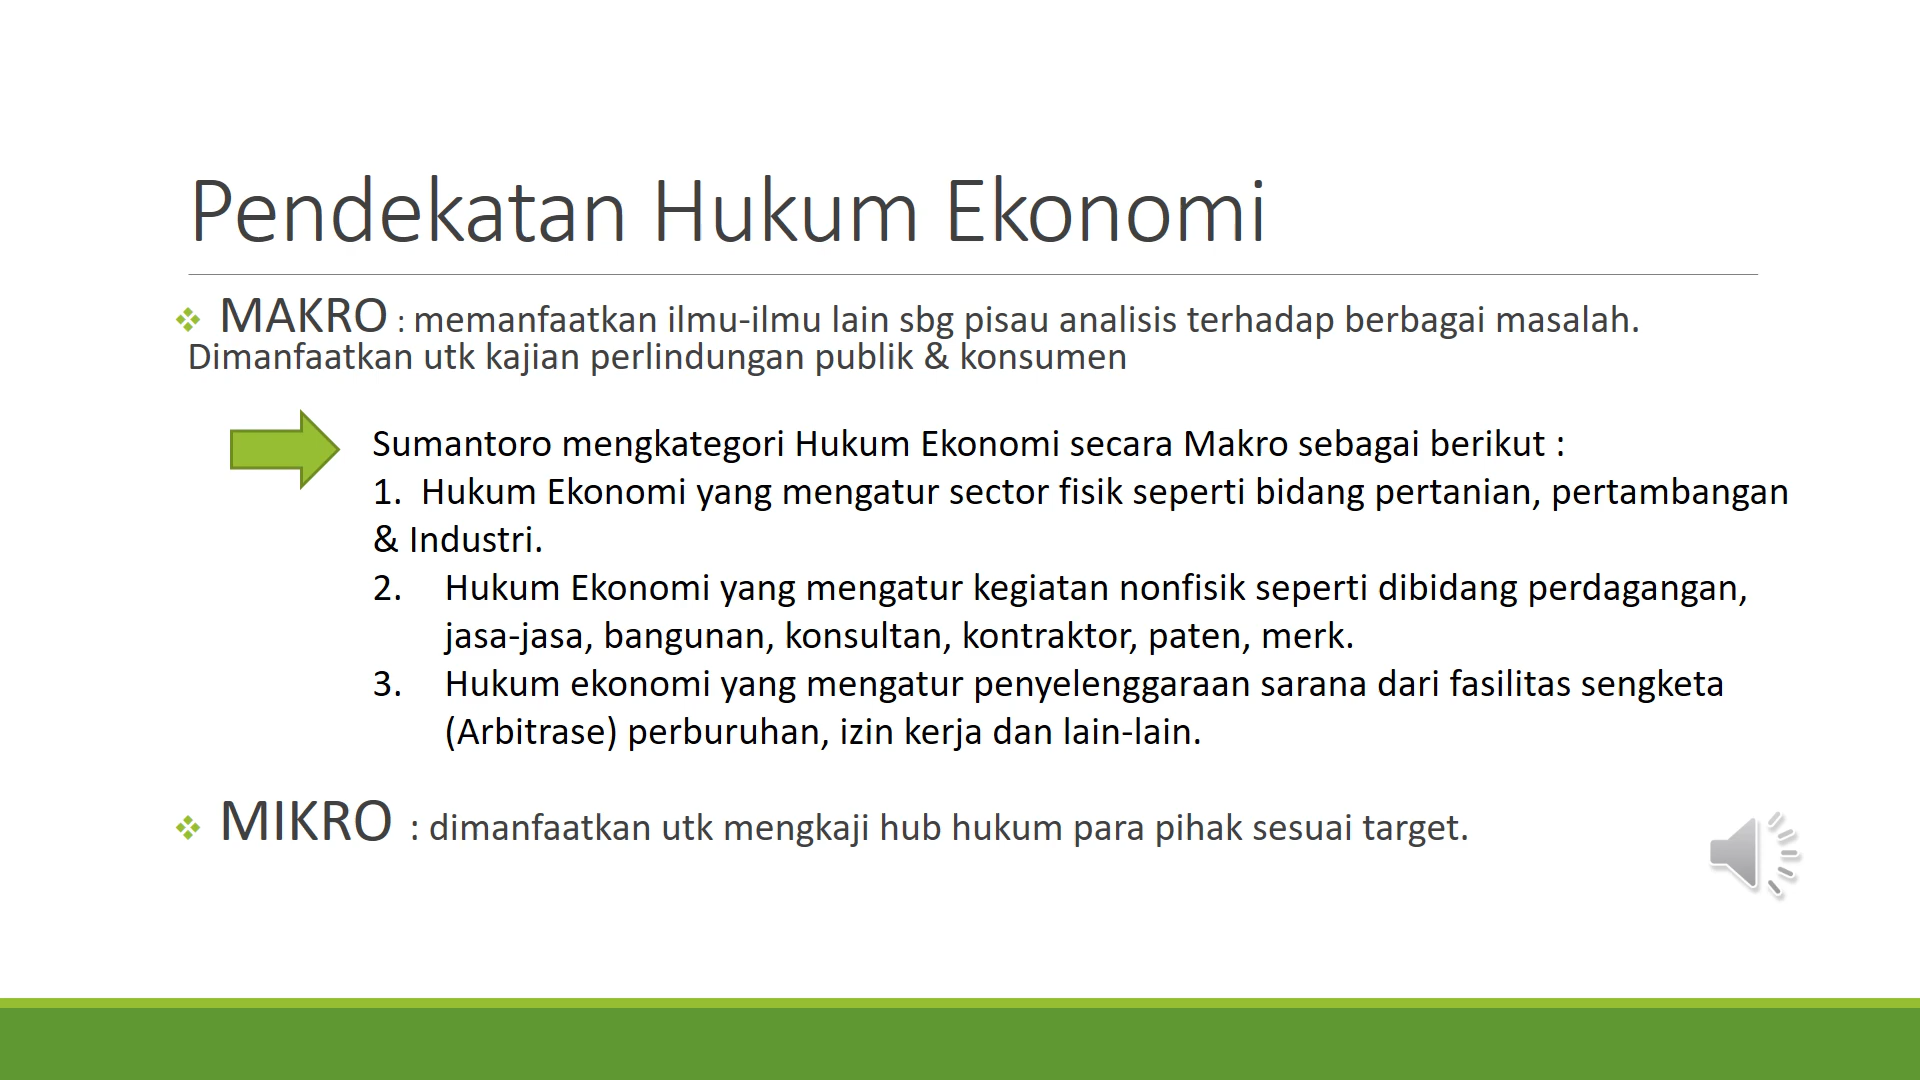 Pendekatan Hukum Ekonomi
MAKRO : memanfaatkan ilmu-ilmu lain sbg pisau analisis terhadap berbagai masalah.
Dimanfaatkan utk kajian perlindungan publik & konsumen
Sumantoro mengkategori Hukum Ekonomi secara Makro sebagai berikut :
1. Hukum Ekonomi yang mengatur sector fisik seperti bidang pertanian, pertambangan
& Industri.
2. Hukum Ekonomi yang mengatur kegiatan nonfisik seperti dibidang perdagangan,
jasa-jasa, bangunan, konsultan, kontraktor, paten, merk.
3. Hukum ekonomi yang mengatur penyelenggaraan sarana dari fasilitas sengketa
(Arbitrase) perburuhan, izin kerja dan lain-lain.
MIKRO : dimanfaatkan utk mengkaji hub hukum para pihak sesuai target.